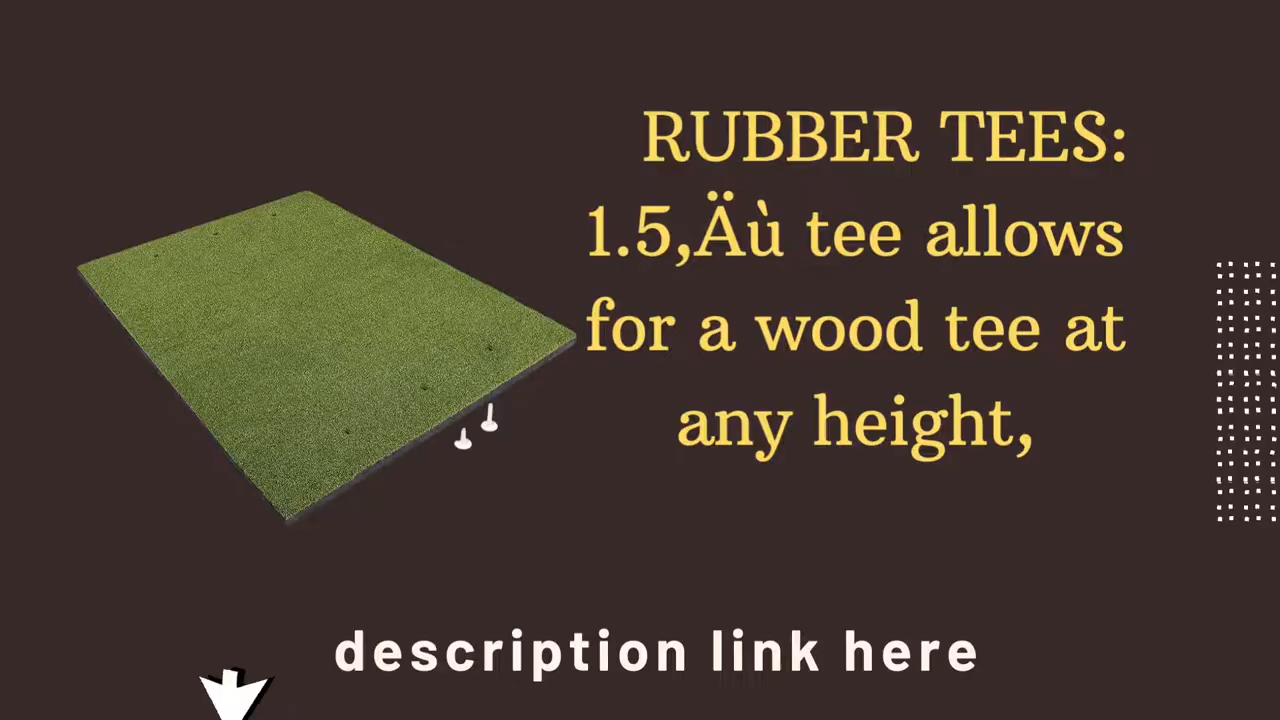 RUBBER TEES:
1.5,Äù tee allows
for a wood tee at
any height,
description link here